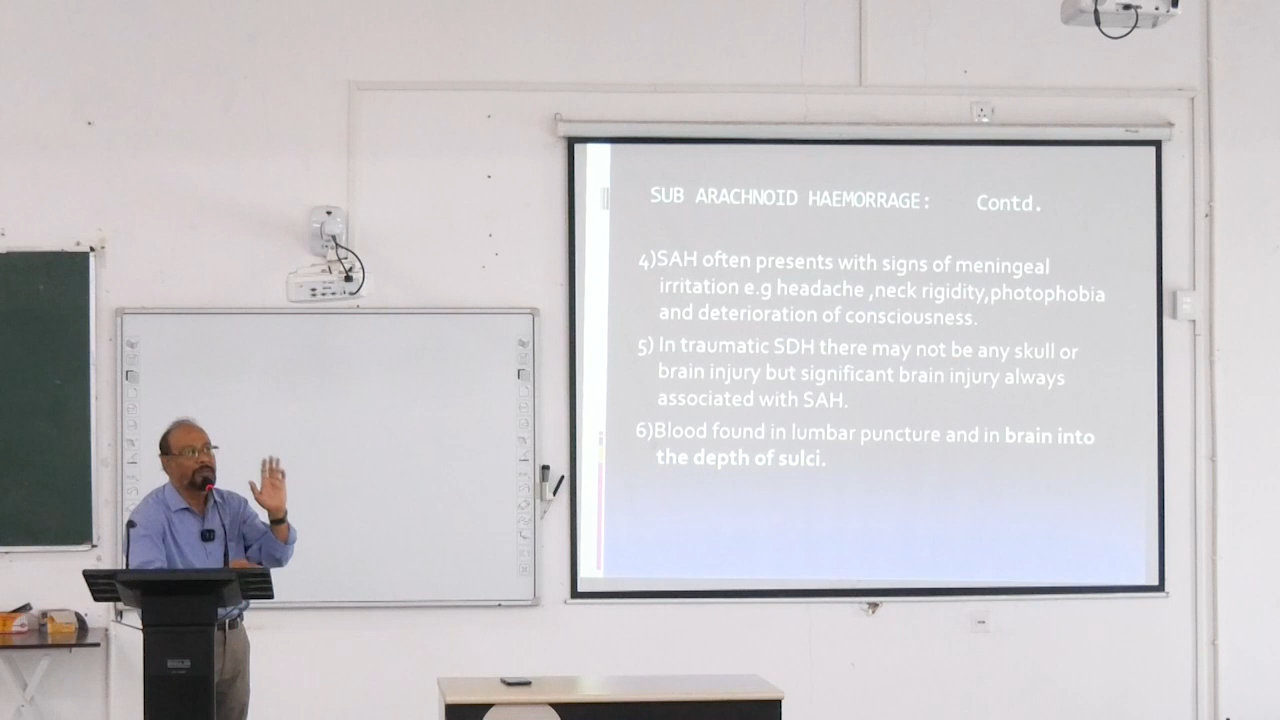 SUB ARACHNOID HAEMORRAGE: Contd.
4)SAH often presents with signs of meningeal
irritation e.g headache ,neck rigidity,photophobia
and deterioration of consciousness.
5) In traumatic SDH there may not be any skull or
brain injury but significant brain injury always
associated with SAH.
6)Blood found in lumbar puncture and in brain into
the depth of sulci.